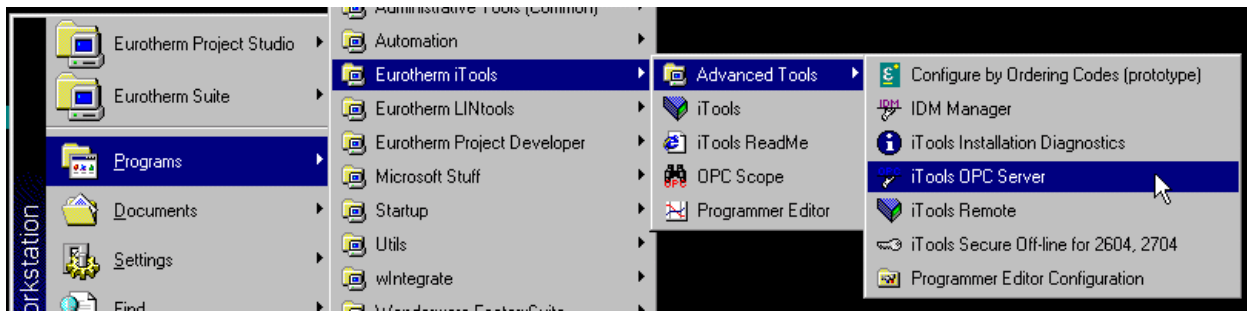 orkstation
Eurotherm Project Studio
Eurotherm Suite
Programs
Documents
Settings
Find
Administrative Tools (Common)
Automation
Eurotherm iTools
Eurotherm LINtools
Eurotherm Project Developer
Microsoft Stuff
Startup
Utils
wIntegrate
Wonderware FactorySuite
Advanced Tools
iTools
iTools ReadMe
OPC Scope
Programmer Editor
Configure by Ordering Codes (prototype)
IDM Manager
iTools Installation Diagnostics
iTools OPC Server
iTools Remote
iTools Secure Off-line for 2604, 2704
Programmer Editor Configuration